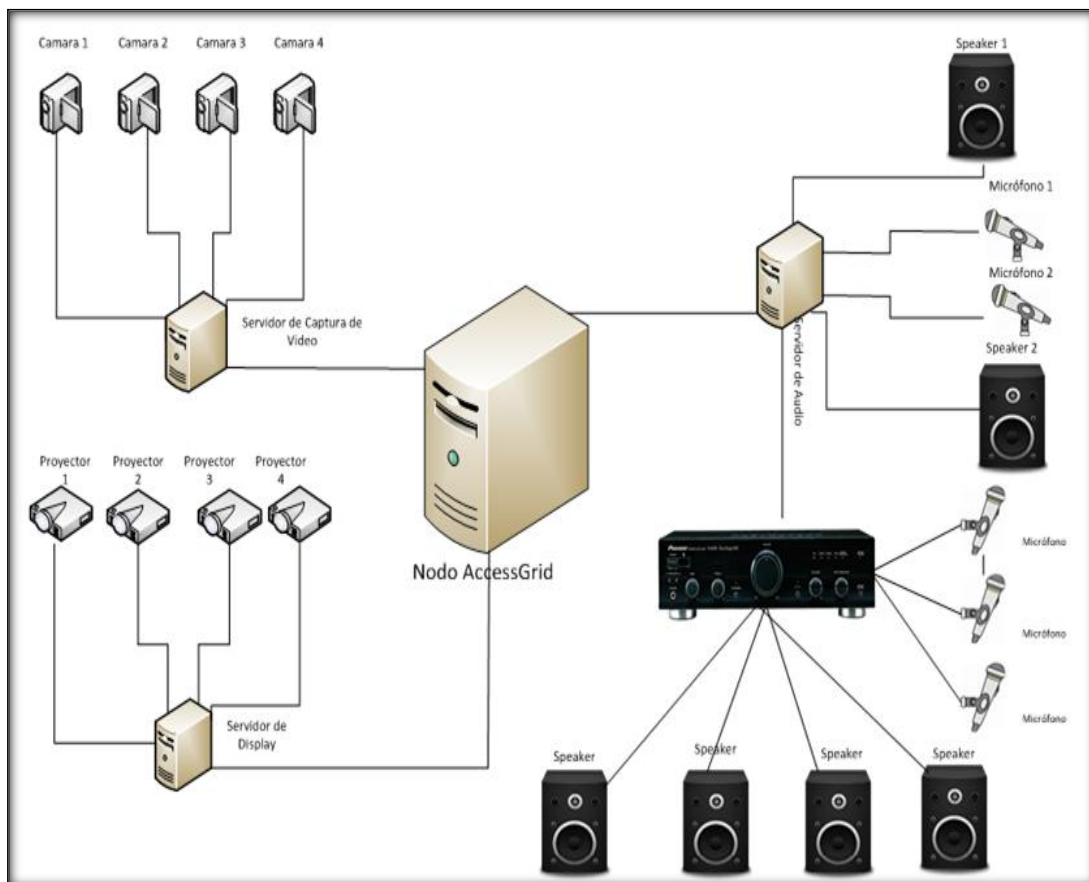 Camara 1
Camara 2
Camara 3
Camara 4
Speaker 1
Micrófono 1
Micrófono 2
Speaker 2
Servidor de Captura de
Video
Servidor de Audio
Proyector
1
Proyector
2
Proyector
3
Proyector
4
Nodo AccessGrid
Servidor de
Display
Micrófono
Micrófono
Micrófono
Speaker
Speaker
Speaker
Speaker